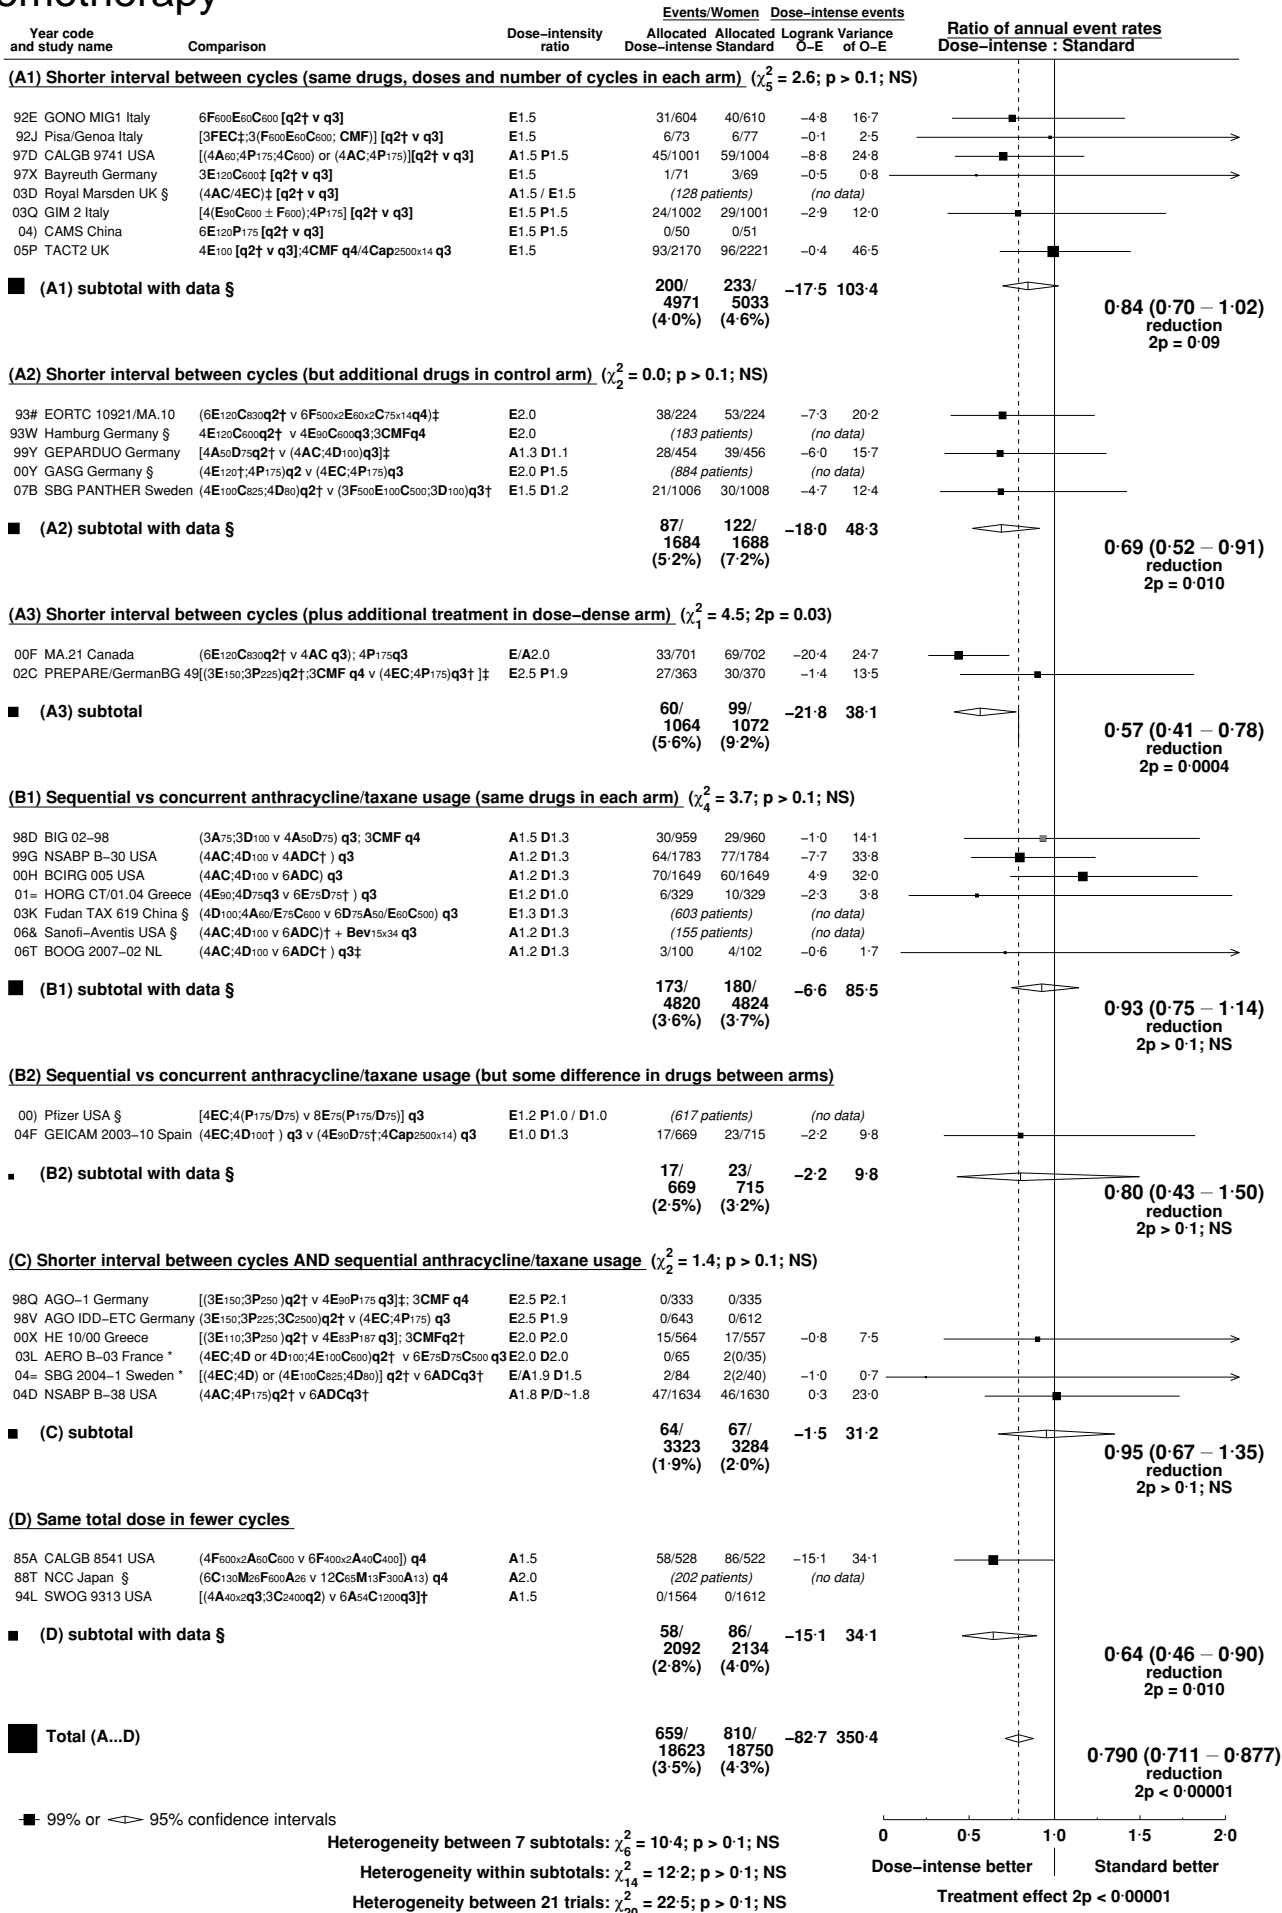 emotherapy
Events/Women Dose−intense events
Year code and study name Comparison Dose−intensity ratio Allocated Dose−intense Allocated Standard Logrank O−E Variance of O−E Ratio of annual event rates Dose−intense : Standard
(A1) Shorter interval between cycles (same drugs, doses and number of cycles in each arm) (χ²₅ = 2.6; p > 0.1; NS)
92E GONO MIG1 Italy 6F600E60C600 [q2† v q3] E1.5 31/604 40/610 −4·8 16·7
92J Pisa/Genoa Italy [3FEC‡;3(F600E60C600; CMF)] [q2† v q3] E1.5 6/73 6/77 −0·1 2·5
97D CALGB 9741 USA [(4A60;4P175;4C600) or (4AC;4P175)][q2† v q3] A1.5 P1.5 45/1001 59/1004 −8·8 24·8
97X Bayreuth Germany 3E120C600‡ [q2† v q3] E1.5 1/71 3/69 −0·5 0·8
03D Royal Marsden UK § (4AC/4EC)‡ [q2† v q3] A1.5 / E1.5 (128 patients) (no data)
03Q GIM 2 Italy [4(E90C600 ± F600);4P175] [q2† v q3] E1.5 P1.5 24/1002 29/1001 −2·9 12·0
04) CAMS China 6E120P175 [q2† v q3] E1.5 P1.5 0/50 0/51
05P TACT2 UK 4E100 [q2† v q3];4CMF q4/4Cap2500x14 q3 E1.5 93/2170 96/2221 −0·4 46·5
(A1) subtotal with data § 200/4971 (4·0%) 233/5033 (4·6%) −17·5 103·4
0·84 (0·70 − 1·02)
reduction
2p = 0·09
(A2) Shorter interval between cycles (but additional drugs in control arm) (χ²₂ = 0.0; p > 0.1; NS)
93# EORTC 10921/MA.10 (6E120C830q2† v 6F500x2E60x2C75x14q4)‡ E2.0 38/224 53/224 −7·3 20·2
93W Hamburg Germany § 4E120C600q2† v 4E90C600q3;3CMFq4 E2.0 (183 patients) (no data)
99Y GEPARDUO Germany [4A50D75q2† v (4AC;4D100)q3]‡ A1.3 D1.1 28/454 39/456 −6·0 15·7
00Y GASG Germany § (4E120†;4P175)q2 v (4EC;4P175)q3 E2.0 P1.5 (884 patients) (no data)
07B SBG PANTHER Sweden (4E100C825;4D80)q2† v (3F500E100C500;3D100)q3† E1.5 D1.2 21/1006 30/1008 −4·7 12·4
(A2) subtotal with data § 87/1684 (5·2%) 122/1688 (7·2%) −18·0 48·3
0·69 (0·52 − 0·91)
reduction
2p = 0·010
(A3) Shorter interval between cycles (plus additional treatment in dose−dense arm) (χ²₁ = 4.5; 2p = 0.03)
00F MA.21 Canada (6E120C830q2† v 4AC q3); 4P175q3 E/A2.0 33/701 69/702 −20·4 24·7
02C PREPARE/GermanBG 49[(3E150;3P225)q2†;3CMF q4 v (4EC;4P175)q3† ]‡ E2.5 P1.9 27/363 30/370 −1·4 13·5
(A3) subtotal 60/1064 (5·6%) 99/1072 (9·2%) −21·8 38·1
0·57 (0·41 − 0·78)
reduction
2p = 0·0004
(B1) Sequential vs concurrent anthracycline/taxane usage (same drugs in each arm) (χ²₄ = 3.7; p > 0.1; NS)
98D BIG 02−98 (3A75;3D100 v 4A50D75) q3; 3CMF q4 A1.5 D1.3 30/959 29/960 −1·0 14·1
99G NSABP B−30 USA (4AC;4D100 v 4ADC† ) q3 A1.2 D1.3 64/1783 77/1784 −7·7 33·8
00H BCIRG 005 USA (4AC;4D100 v 6ADC) q3 A1.2 D1.3 70/1649 60/1649 4·9 32·0
01= HORG CT/01.04 Greece (4E90;4D75q3 v 6E75D75† ) q3 E1.2 D1.0 6/329 10/329 −2·3 3·8
03K Fudan TAX 619 China § (4D100;4A60/E75C600 v 6D75A50/E60C500) q3 E1.3 D1.3 (603 patients) (no data)
06& Sanofi−Aventis USA § (4AC;4D100 v 6ADC)† + Bev15x34 q3 A1.2 D1.3 (155 patients) (no data)
06T BOOG 2007−02 NL (4AC;4D100 v 6ADC† ) q3‡ A1.2 D1.3 3/100 4/102 −0·6 1·7
(B1) subtotal with data § 173/4820 (3·6%) 180/4824 (3·7%) −6·6 85·5
0·93 (0·75 − 1·14)
reduction
2p > 0·1; NS
(B2) Sequential vs concurrent anthracycline/taxane usage (but some difference in drugs between arms)
00) Pfizer USA § [4EC;4(P175/D75) v 8E75(P175/D75)] q3 E1.2 P1.0 / D1.0 (617 patients) (no data)
04F GEICAM 2003−10 Spain (4EC;4D100† ) q3 v (4E90D75†;4Cap2500x14) q3 E1.0 D1.3 17/669 23/715 −2·2 9·8
(B2) subtotal with data § 17/669 (2·5%) 23/715 (3·2%) −2·2 9·8
0·80 (0·43 − 1·50)
reduction
2p > 0·1; NS
(C) Shorter interval between cycles AND sequential anthracycline/taxane usage (χ²₂ = 1.4; p > 0.1; NS)
98Q AGO−1 Germany [(3E150;3P250 )q2† v 4E90P175 q3]‡; 3CMF q4 E2.5 P2.1 0/333 0/335
98V AGO IDD−ETC Germany (3E150;3P225;3C2500)q2† v (4EC;4P175) q3 E2.5 P1.9 0/643 0/612
00X HE 10/00 Greece [(3E110;3P250 )q2† v 4E83P187 q3]; 3CMFq2† E2.0 P2.0 15/564 17/557 −0·8 7·5
03L AERO B−03 France * (4EC;4D or 4D100;4E100C600)q2† v 6E75D75C500 q3 E2.0 D2.0 0/65 2(0/35)
04= SBG 2004−1 Sweden * [(4EC;4D) or (4E100C825;4D80)] q2† v 6ADCq3† E/A1.9 D1.5 2/84 2(2/40) −1·0 0·7
04D NSABP B−38 USA (4AC;4P175)q2† v 6ADCq3† A1.8 P/D~1.8 47/1634 46/1630 0·3 23·0
(C) subtotal 64/3323 (1·9%) 67/3284 (2·0%) −1·5 31·2
0·95 (0·67 − 1·35)
reduction
2p > 0·1; NS
(D) Same total dose in fewer cycles
85A CALGB 8541 USA (4F600x2A60C600 v 6F400x2A40C400]) q4 A1.5 58/528 86/522 −15·1 34·1
88T NCC Japan § (6C130M26F600A26 v 12C65M13F300A13) q4 A2.0 (202 patients) (no data)
94L SWOG 9313 USA [(4A40x2q3;3C2400q2) v 6A54C1200q3]† A1.5 0/1564 0/1612
(D) subtotal with data § 58/2092 (2·8%) 86/2134 (4·0%) −15·1 34·1
0·64 (0·46 − 0·90)
reduction
2p = 0·010
Total (A...D) 659/18623 (3·5%) 810/18750 (4·3%) −82·7 350·4
0·790 (0·711 − 0·877)
reduction
2p < 0·00001
99% or 95% confidence intervals
0 0·5 1·0 1·5 2·0
Heterogeneity between 7 subtotals: χ²₆ = 10·4; p > 0·1; NS
Dose−intense better Standard better
Heterogeneity within subtotals: χ²₁₄ = 12·2; p > 0·1; NS
Treatment effect 2p < 0·00001
Heterogeneity between 21 trials: χ²₂₀ = 22·5; p > 0·1; NS